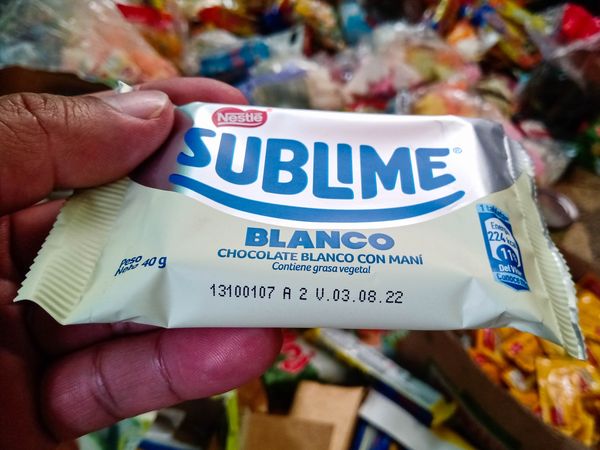 Nestlé
SUBLIME®
BLANCO
CHOCOLATE BLANCO CON MANÍ
Contiene grasa vegetal
Peso
Neto 40 g
13100107 A 2 V.03.08.22
224
11%